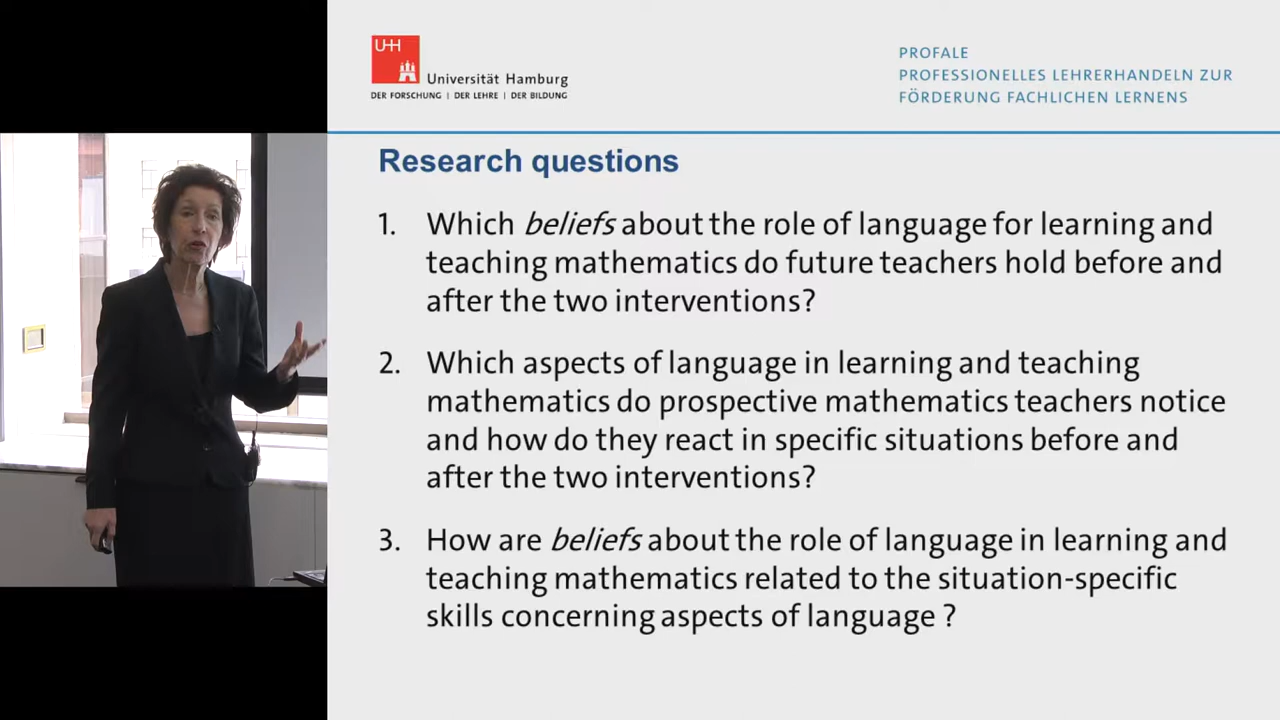 UHH
Universität Hamburg
DER FORSCHUNG | DER LEHRE | DER BILDUNG
PROFALE
PROFESSIONELLES LEHRERHANDELN ZUR
FÖRDERUNG FACHLICHEN LERNENS
Research questions
1. Which beliefs about the role of language for learning and
teaching mathematics do future teachers hold before and
after the two interventions?
2. Which aspects of language in learning and teaching
mathematics do prospective mathematics teachers notice
and how do they react in specific situations before and
after the two interventions?
3. How are beliefs about the role of language in learning and
teaching mathematics related to the situation-specific
skills concerning aspects of language ?